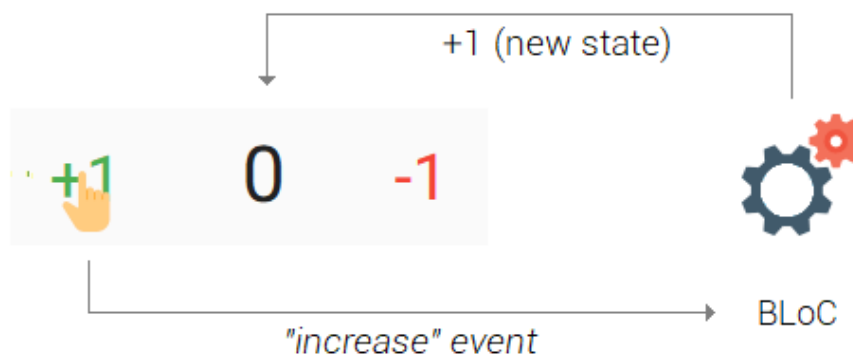 +1 (new state)
+1 0 -1
BLoC
"increase" event